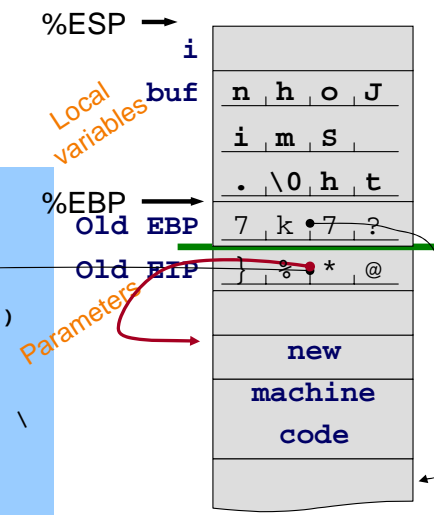 %ESP
i
buf n h o J
Local variables
i m S
. \0 h t
%EBP
Old EBP 7 k 7 ?
Old EIP } % * @
)
Parameters
new
machine
\
code